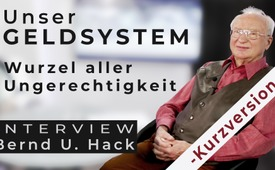 Unser
GELDSYSTEM
Wurzel aller
Ungerechtigkeit
INTERVIEW
Bernd U. Hack
-Kurzversion